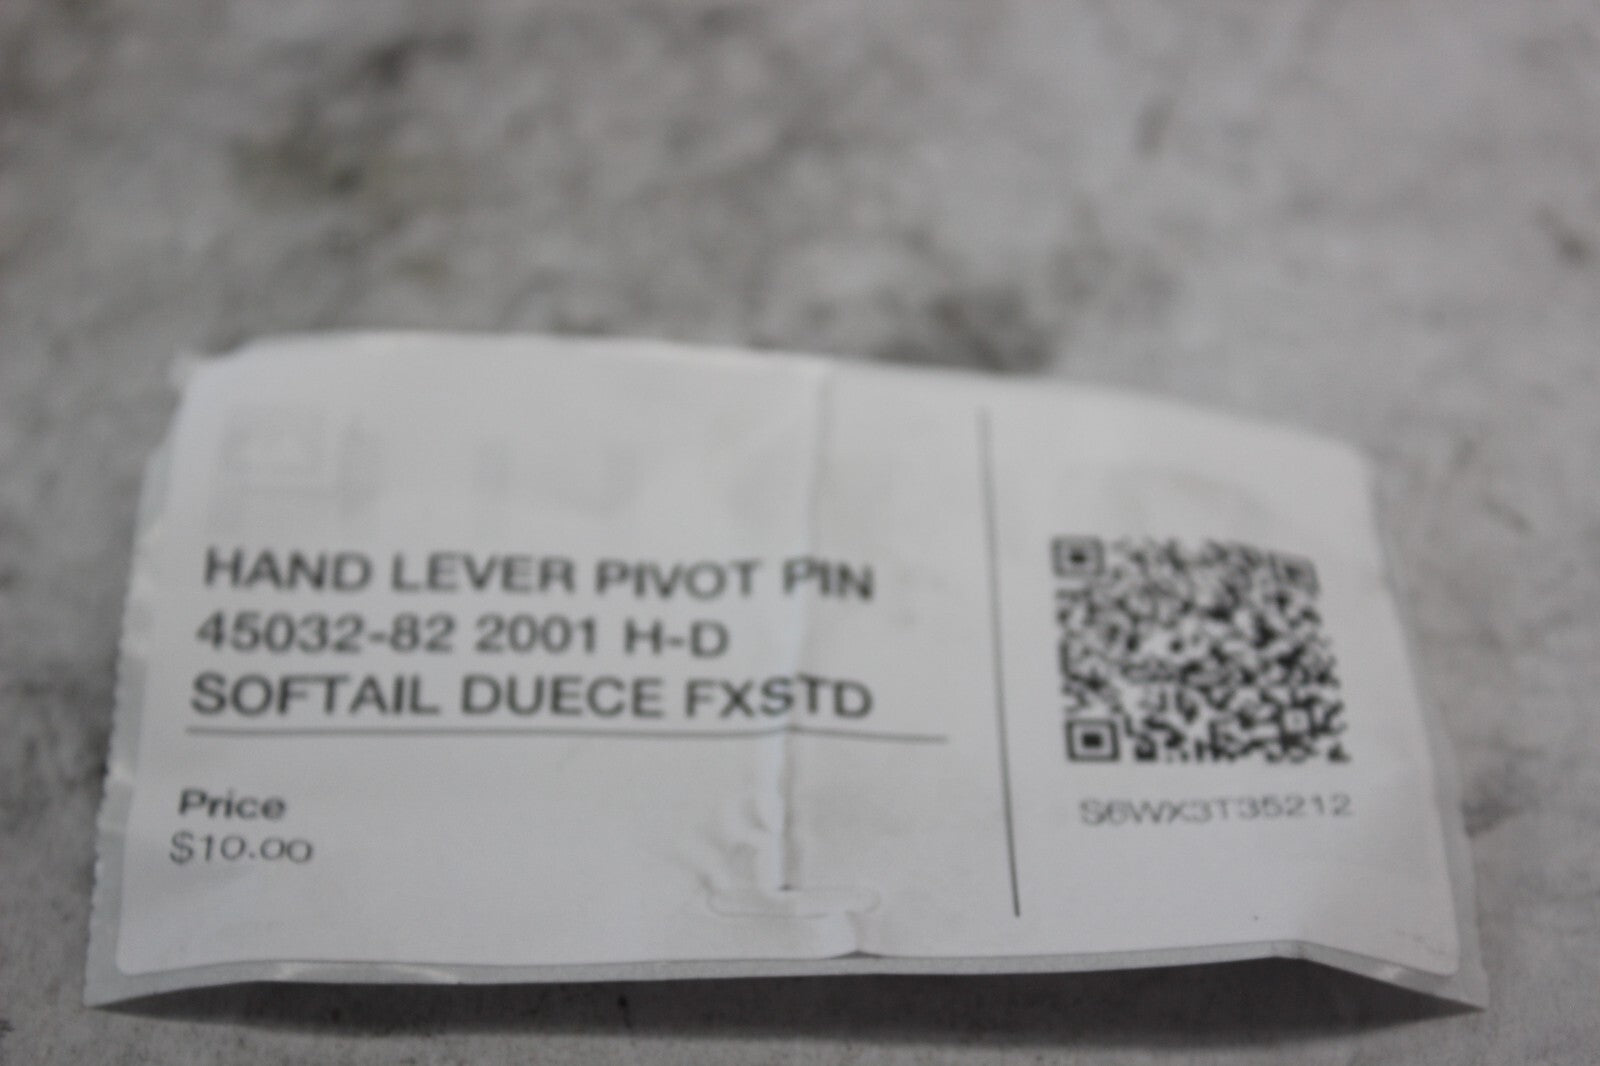 HAND LEVER PIVOT PIN
45032-82 2001 H-D
SOFTAIL DUECE FXSTD
Price
$10.00
S6WX3T35212